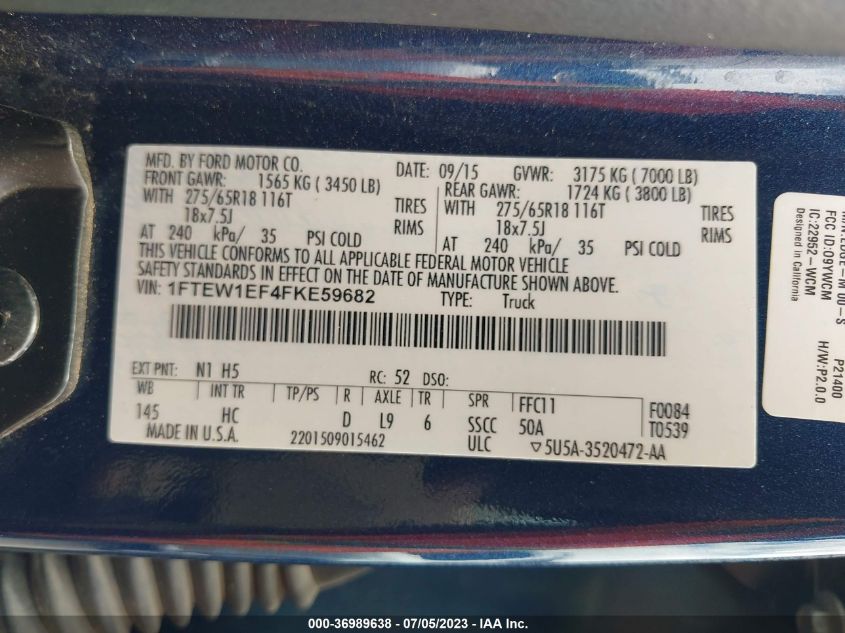 MFD. BY FORD MOTOR CO. DATE: 09/15 GVWR: 3175 KG ( 7000 LB)
FRONT GAWR: 1565 KG ( 3450 LB) REAR GAWR: 1724 KG ( 3800 LB)
WITH 275/65R18 116T TIRES WITH 275/65R18 116T TIRES
18x7.5J RIMS 18x7.5J RIMS
AT 240 kPa/ 35 PSI COLD AT 240 kPa/ 35 PSI COLD
THIS VEHICLE CONFORMS TO ALL APPLICABLE FEDERAL MOTOR VEHICLE
SAFETY STANDARDS IN EFFECT ON THE DATE OF MANUFACTURE SHOWN ABOVE.
VIN: 1FTEW1EF4FKE59682 TYPE: Truck
EXT PNT: N1 H5 RC: 52 DSO:
WB INT TR TP/PS R AXLE TR SPR FFC11 F0084
145 HC D L9 6 SSCC 50A T0539
MADE IN U.S.A. 2201509015462 ULC ▽5U5A-3520472-AA
FCC ID:O9YWCM
IC:22952-WCM
Designed in California
P21400
H/W:P2.0.0
000-36989638 - 07/05/2023 - IAA Inc.